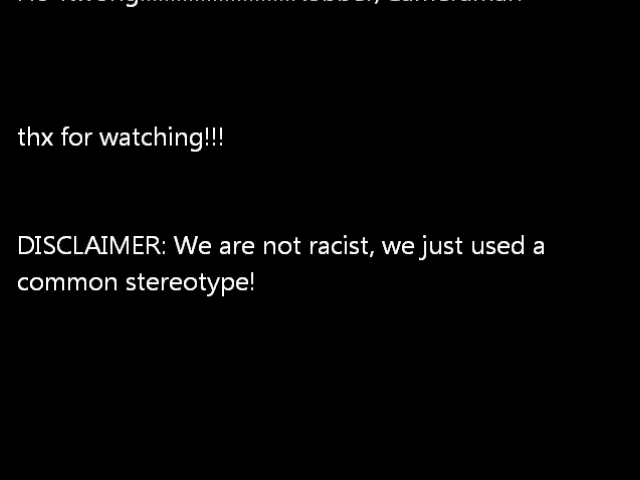 thx for watching!!!
DISCLAIMER: We are not racist, we just used a
common stereotype!